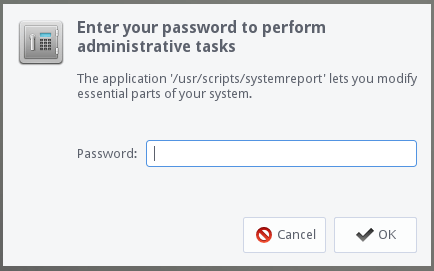 Enter your password to perform
administrative tasks
The application '/usr/scripts/systemreport' lets you modify
essential parts of your system.
Password:
Cancel
OK